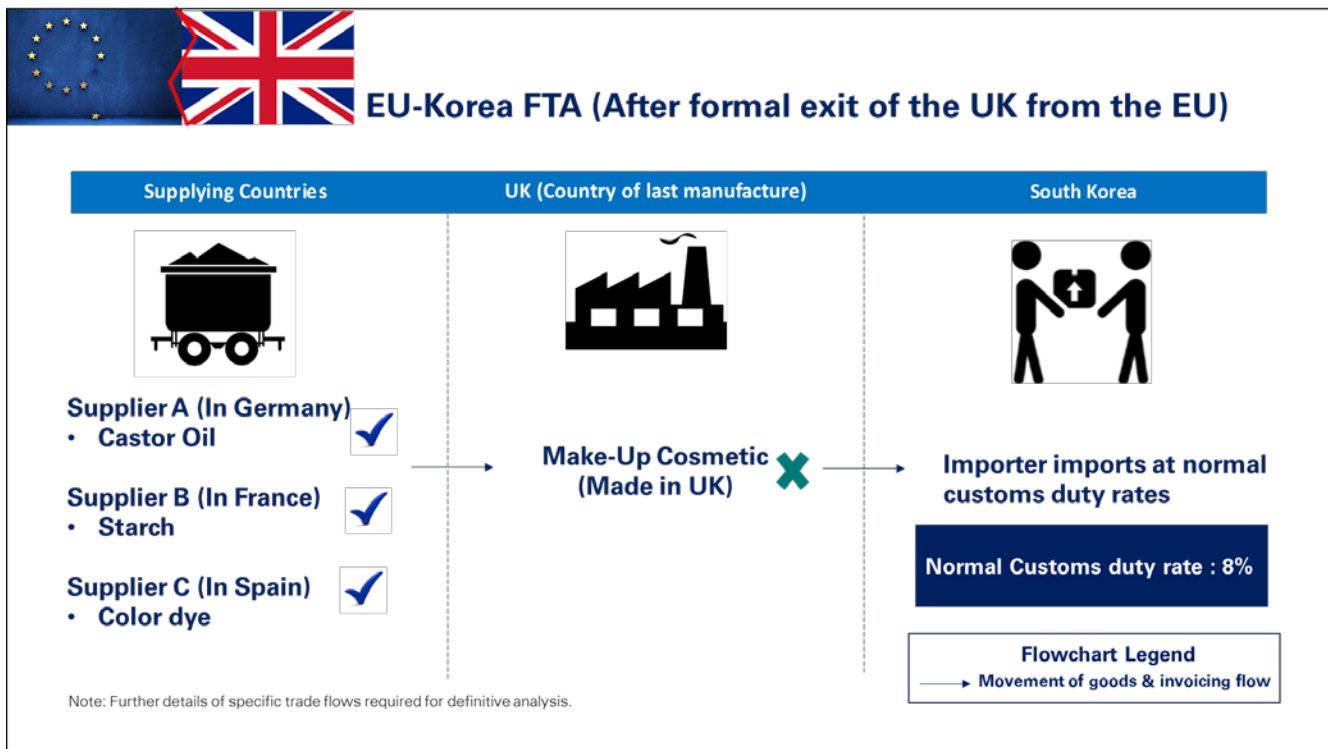 EU-Korea FTA (After formal exit of the UK from the EU)
Supplying Countries
UK (Country of last manufacture)
South Korea
Supplier A (In Germany)
• Castor Oil
Supplier B (In France)
• Starch
Supplier C (In Spain)
• Color dye
Make-Up Cosmetic
(Made in UK)
Importer imports at normal
customs duty rates
Normal Customs duty rate : 8%
Flowchart Legend
Movement of goods & invoicing flow
Note: Further details of specific trade flows required for definitive analysis.